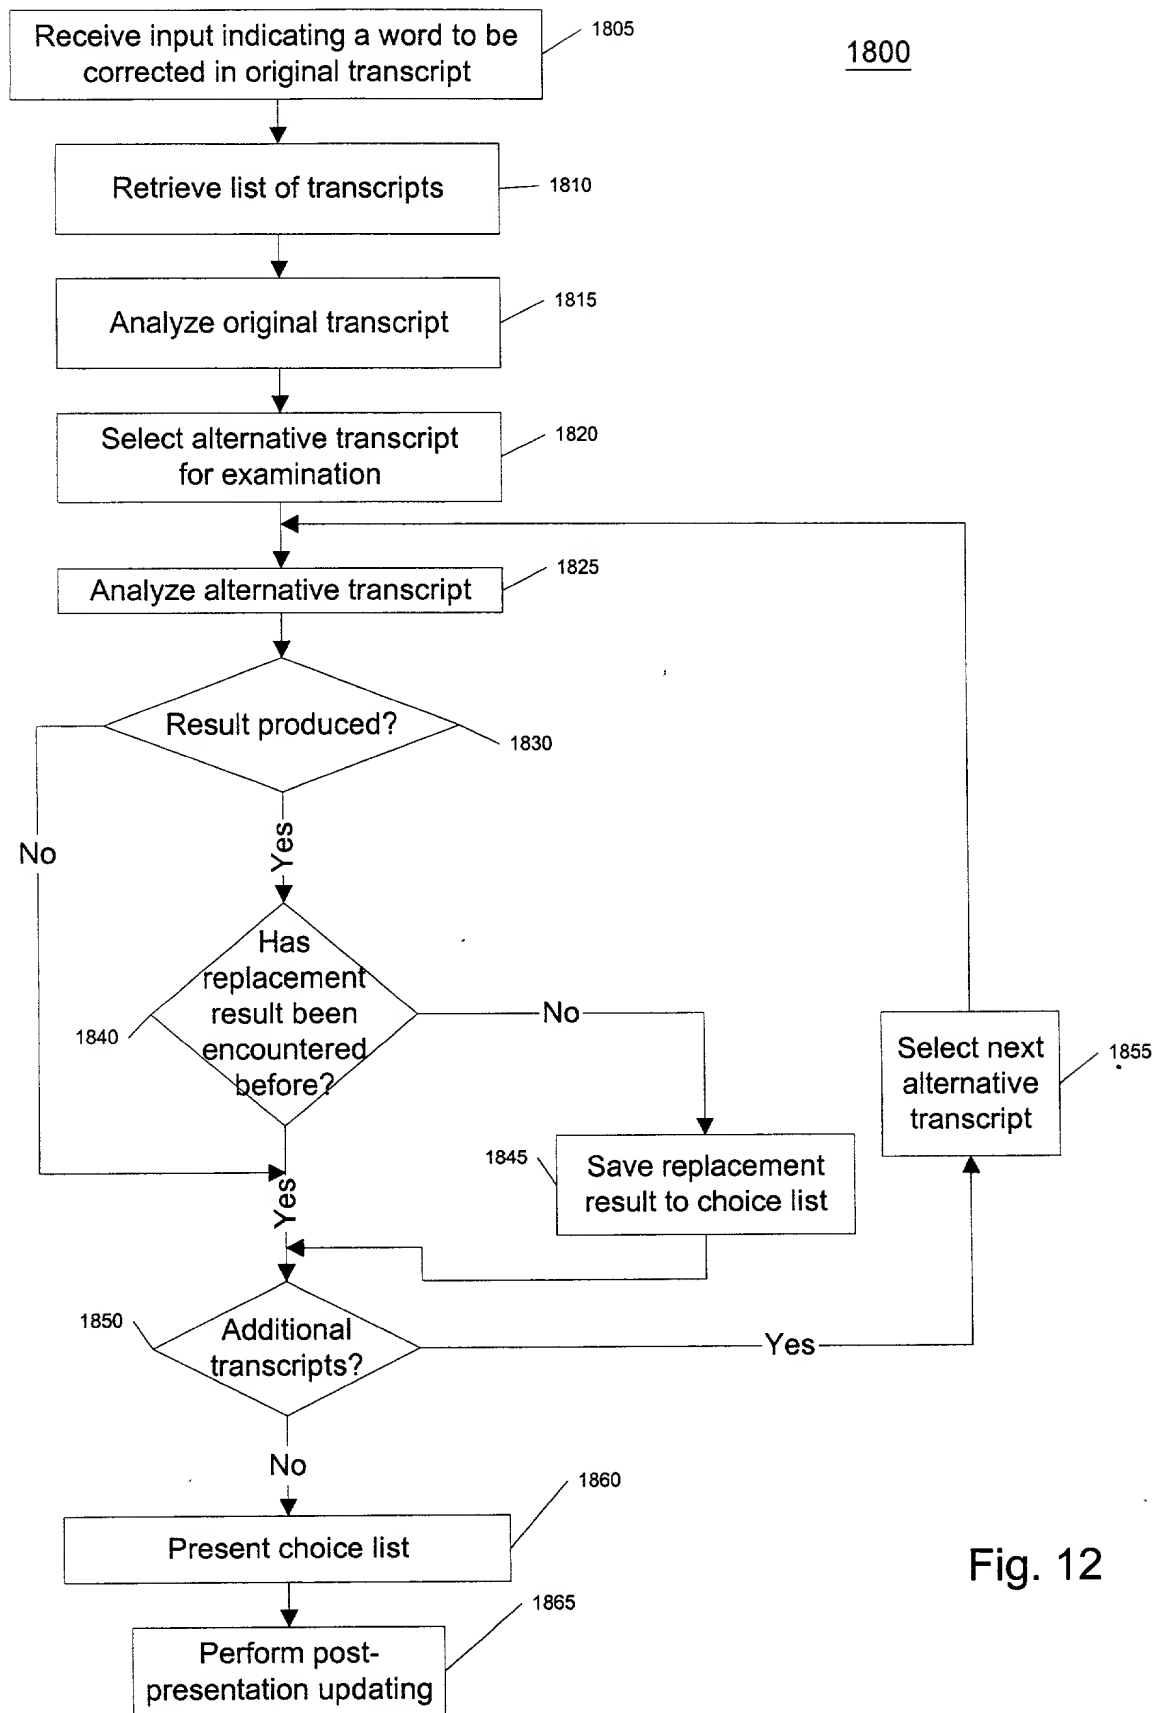 Receive input indicating a word to be
corrected in original transcript
1805
1800
Retrieve list of transcripts
1810
Analyze original transcript
1815
Select alternative transcript
for examination
1820
Analyze alternative transcript
1825
Result produced?
1830
No
Yes
Has
replacement
result been
encountered
before?
1840
No
Select next
alternative
transcript
1855
Save replacement
result to choice list
1845
Yes
Additional
transcripts?
1850
Yes
No
Present choice list
1860
Fig. 12
Perform post-
presentation updating
1865